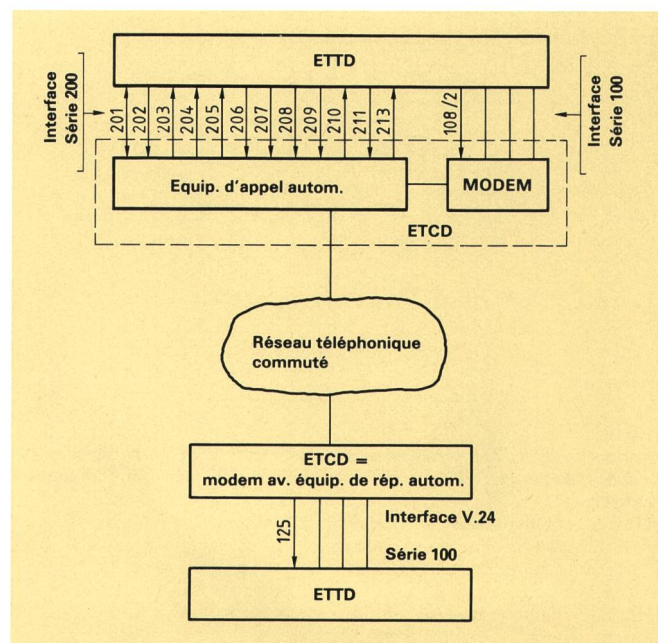 ETTD
Interface
Série 200
201 202 203 204 205 206 207 208 209 210 211 213
108/2
Interface
Série 100
Equip. d'appel autom.
MODEM
ETCD
Réseau téléphonique
commuté
ETCD =
modem av. équip. de rép. autom.
125
Interface V.24
Série 100
ETTD